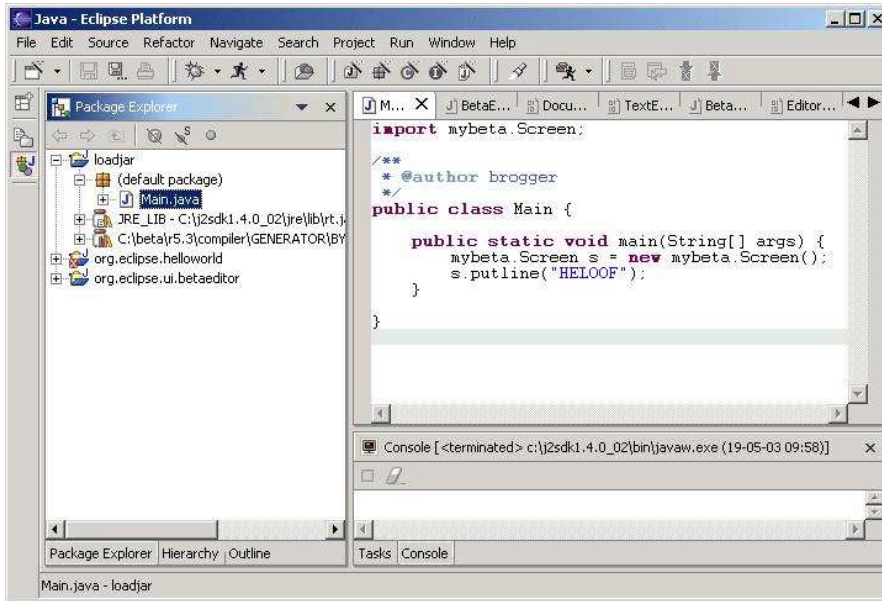 Java - Eclipse Platform
File Edit Source Refactor Navigate Search Project Run Window Help
Package Explorer
loadjar
(default package)
Main.java
JRE_LIB - C:\j2sdk1.4.0_02\jre\lib\rt.j
C:\beta\r5.3\compiler\GENERATOR\BY
org.eclipse.helloworld
org.eclipse.ui.betaeditor
Package Explorer Hierarchy Outline
M... BetaE... Docu... TextE... Beta... Editor...
import mybeta.Screen;
/**
* @author brogger
*/
public class Main {
public static void main(String[] args) {
mybeta.Screen s = new mybeta.Screen();
s.putline("HELOOF");
}
}
Console [<terminated> c:\j2sdk1.4.0_02\bin\javaw.exe (19-05-03 09:58)]
Tasks Console
Main.java - loadjar